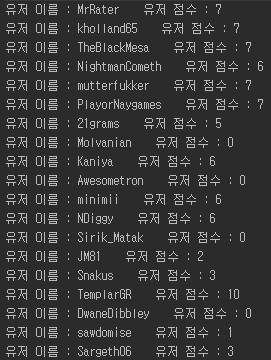 유저 이름 : MrRater 유저 점수 : 7
유저 이름 : kholland65 유저 점수 : 7
유저 이름 : TheBlackMesa 유저 점수 : 7
유저 이름 : NightmanCometh 유저 점수 : 6
유저 이름 : mutterfukker 유저 점수 : 7
유저 이름 : PlayorNaygames 유저 점수 : 7
유저 이름 : 21grams 유저 점수 : 5
유저 이름 : Molvanian 유저 점수 : 0
유저 이름 : Kaniya 유저 점수 : 6
유저 이름 : Awesometron 유저 점수 : 0
유저 이름 : minimii 유저 점수 : 6
유저 이름 : NDiggy 유저 점수 : 6
유저 이름 : Sirik_Matak 유저 점수 : 0
유저 이름 : JM81 유저 점수 : 2
유저 이름 : Snakus 유저 점수 : 3
유저 이름 : TemplarGR 유저 점수 : 10
유저 이름 : DwaneDibbley 유저 점수 : 0
유저 이름 : sawdomise 유저 점수 : 1
유저 이름 : Sargeth06 유저 점수 : 3